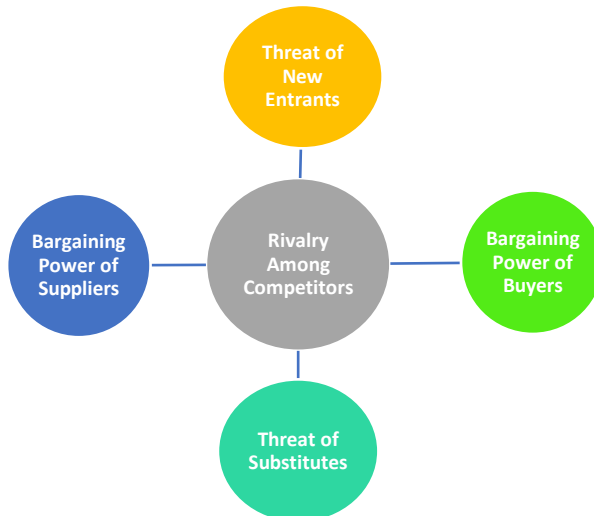 Threat of
New
Entrants
Bargaining
Power of
Suppliers
Rivalry
Among
Competitors
Bargaining
Power of
Buyers
Threat of
Substitutes